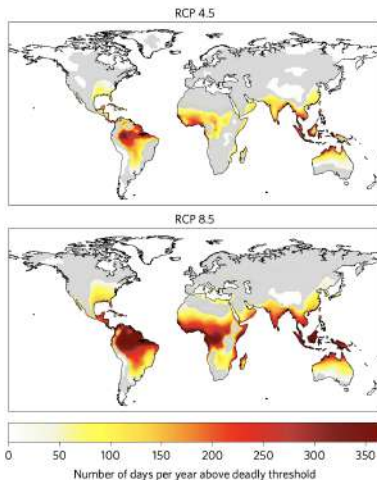 RCP 4.5
RCP 8.5
0 50 100 150 200 250 300 350
Number of days per year above deadly threshold